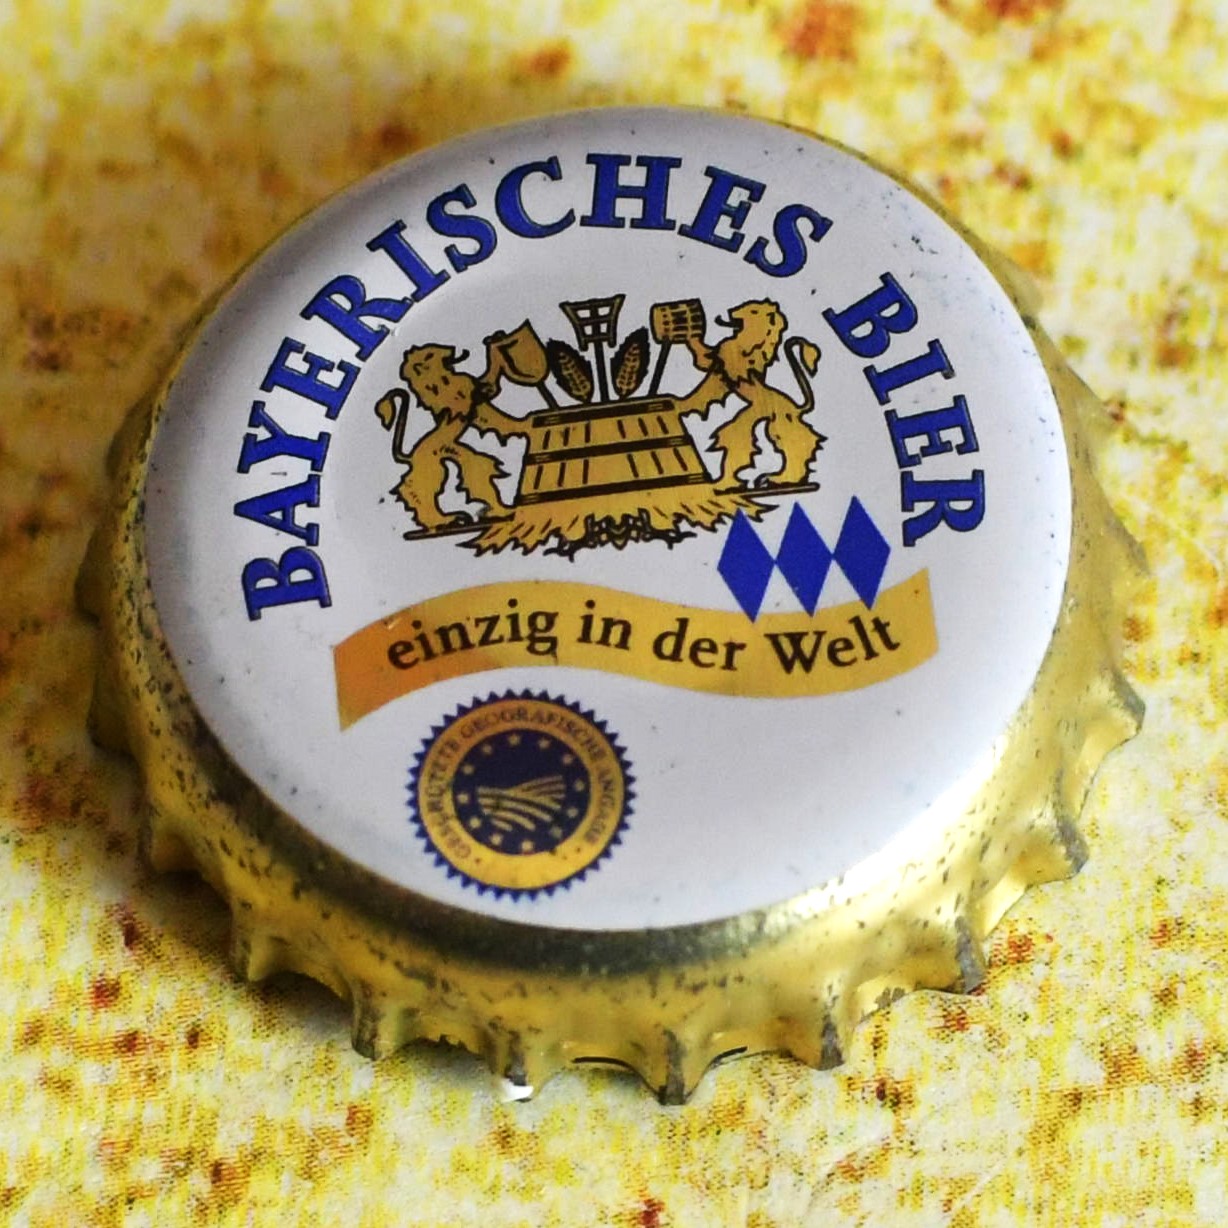 BAYERISCHES BIER
einzig in der Welt
GESCHÜTZTE GEOGRAFISCHE ANGABE